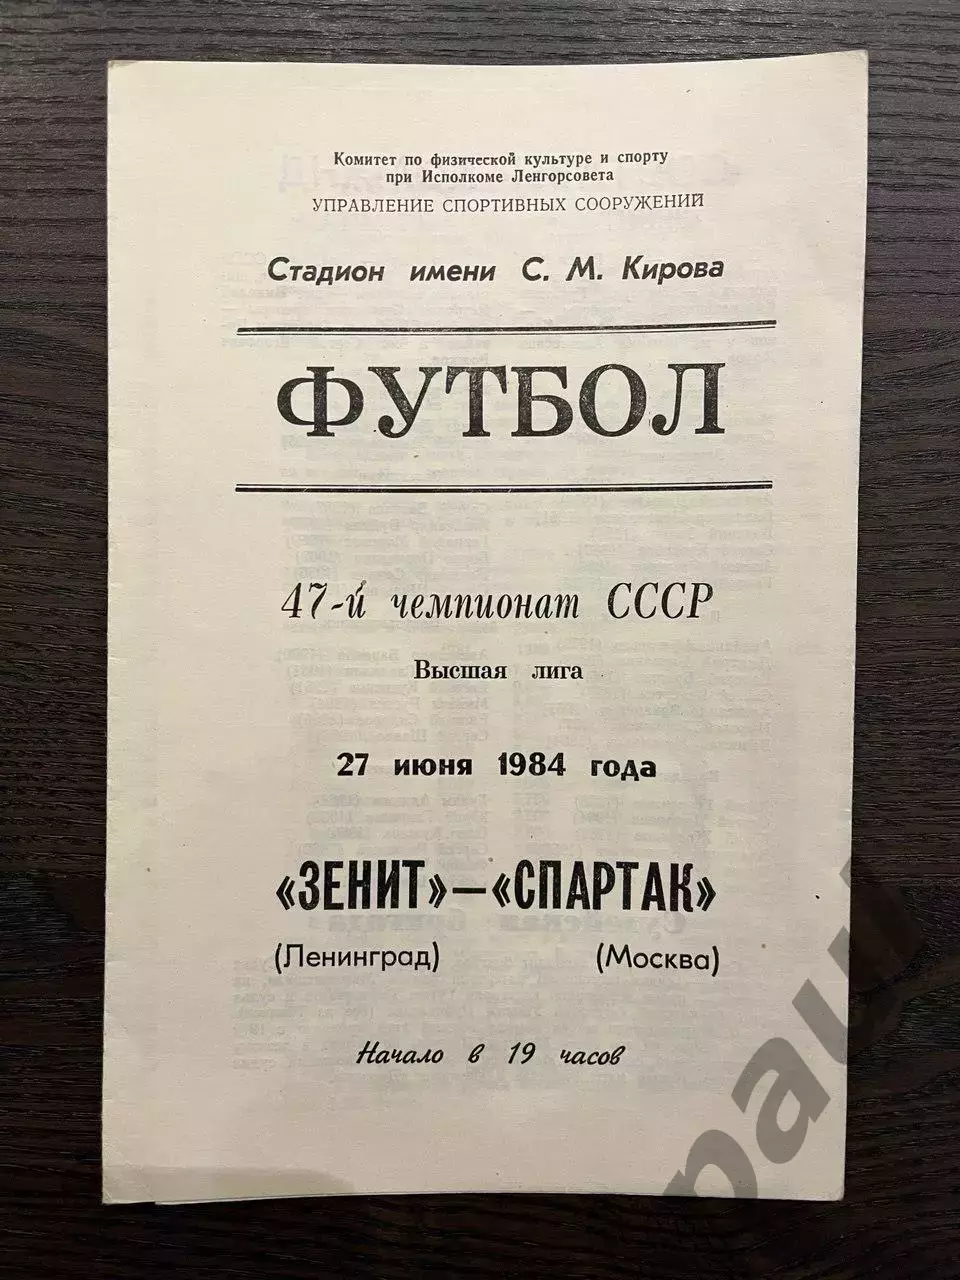 Комитет по физической культуре и спорту
при Исполкоме Ленгорсовета
УПРАВЛЕНИЕ СПОРТИВНЫХ СООРУЖЕНИЙ
Стадион имени С. М. Кирова
ФУТБОЛ
47-й чемпионат СССР
Высшая лига
27 июня 1984 года
«ЗЕНИТ»—«СПАРТАК»
(Ленинград) (Москва)
Начало в 19 часов